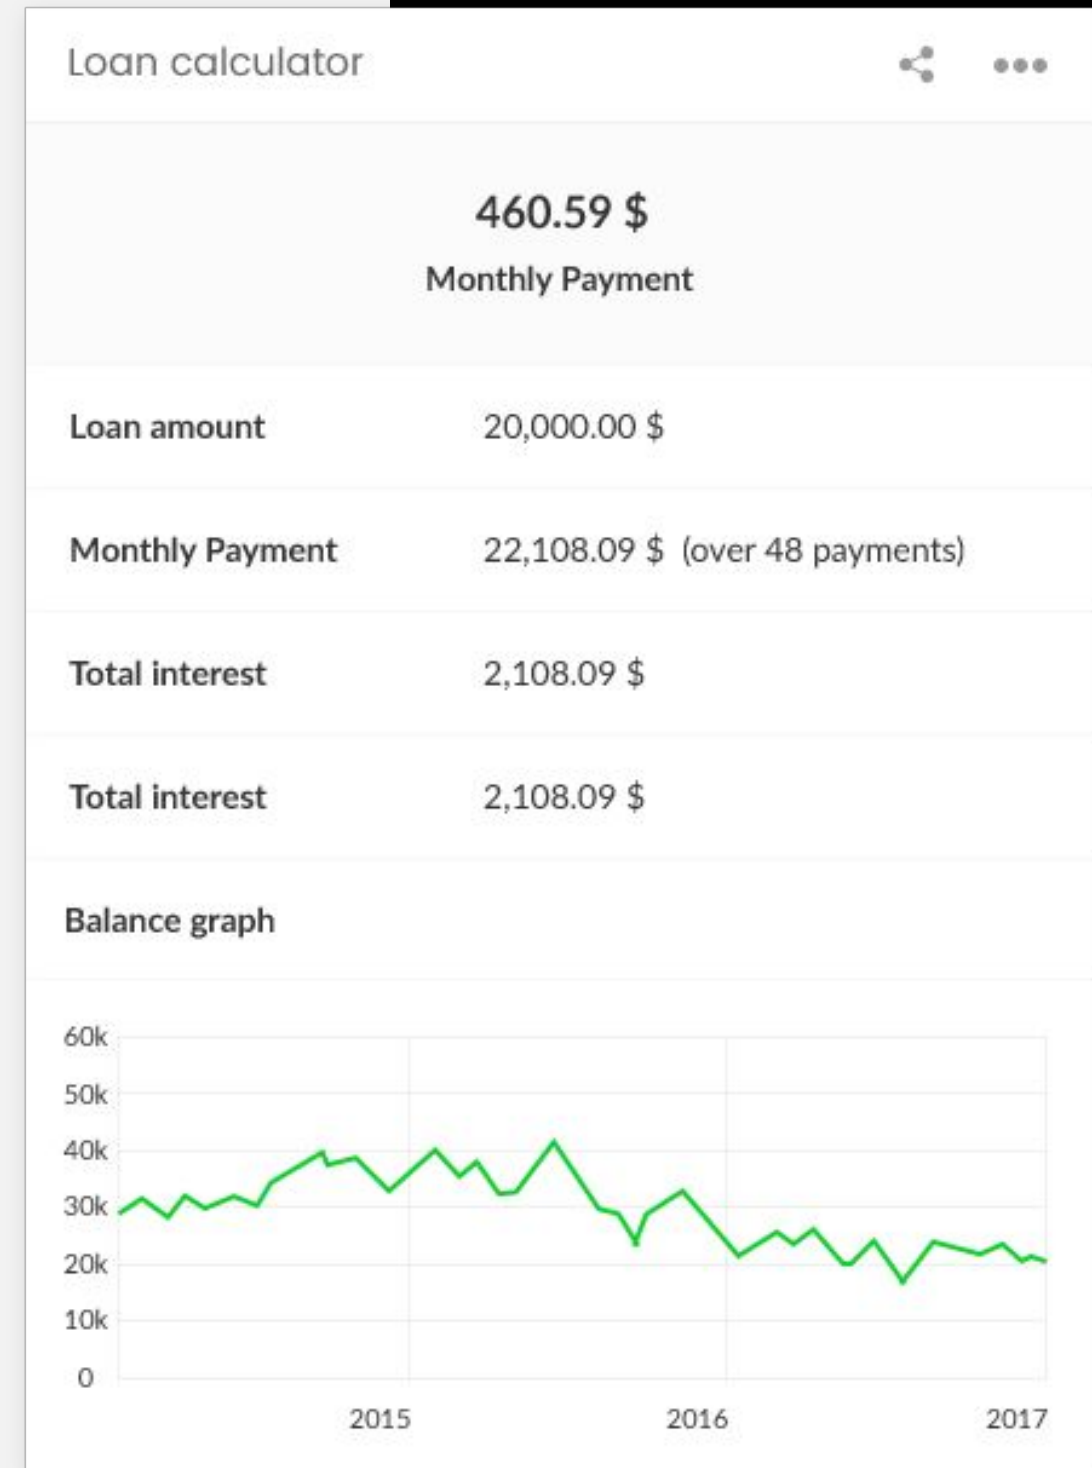 Loan calculator
460.59 $
Monthly Payment
Loan amount 20,000.00 $
Monthly Payment 22,108.09 $ (over 48 payments)
Total interest 2,108.09 $
Total interest 2,108.09 $
Balance graph
60k
50k
40k
30k
20k
10k
0
2015 2016 2017